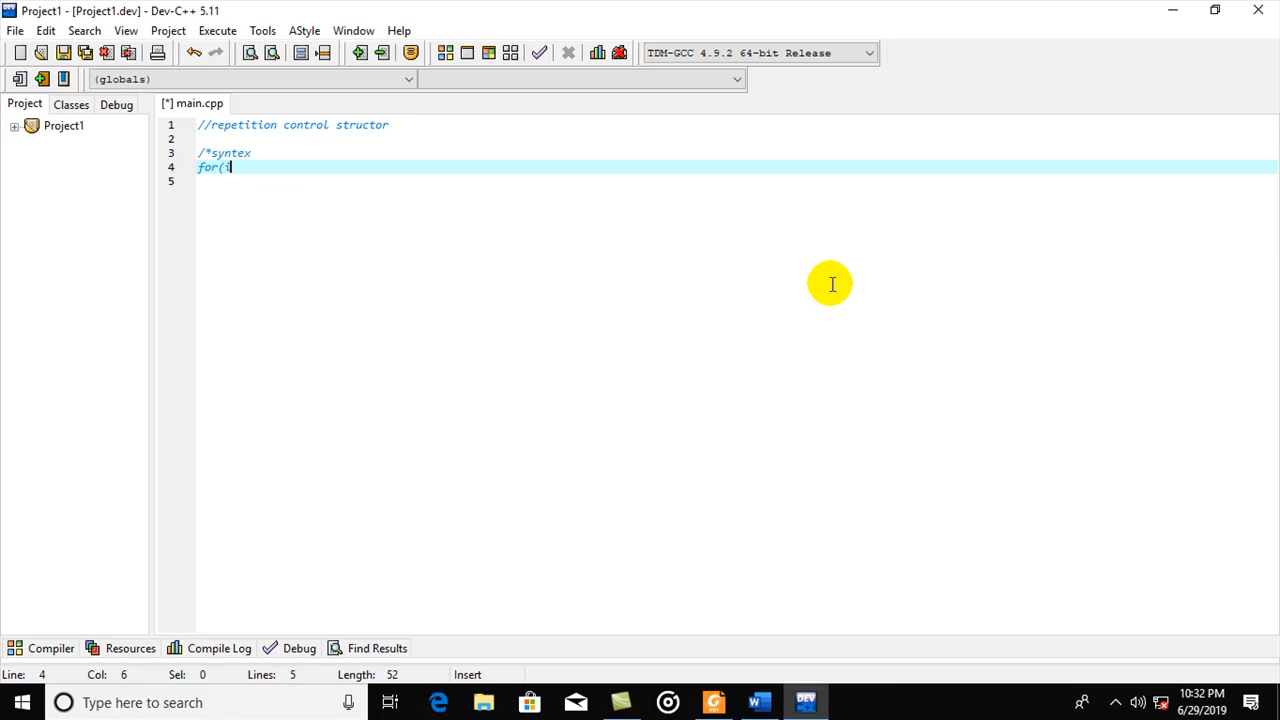 Project1 - [Project1.dev] - Dev-C++ 5.11
File Edit Search View Project Execute Tools AStyle Window Help
TDM-GCC 4.9.2 64-bit Release
(globals)
Project Classes Debug [*] main.cpp
Project1
1 //repetition control structor
2
3 /*syntex
4 for(i
5
Compiler Resources Compile Log Debug Find Results
Line: 4 Col: 6 Sel: 0 Lines: 5 Length: 52 Insert
Type here to search
10:32 PM
6/29/2019